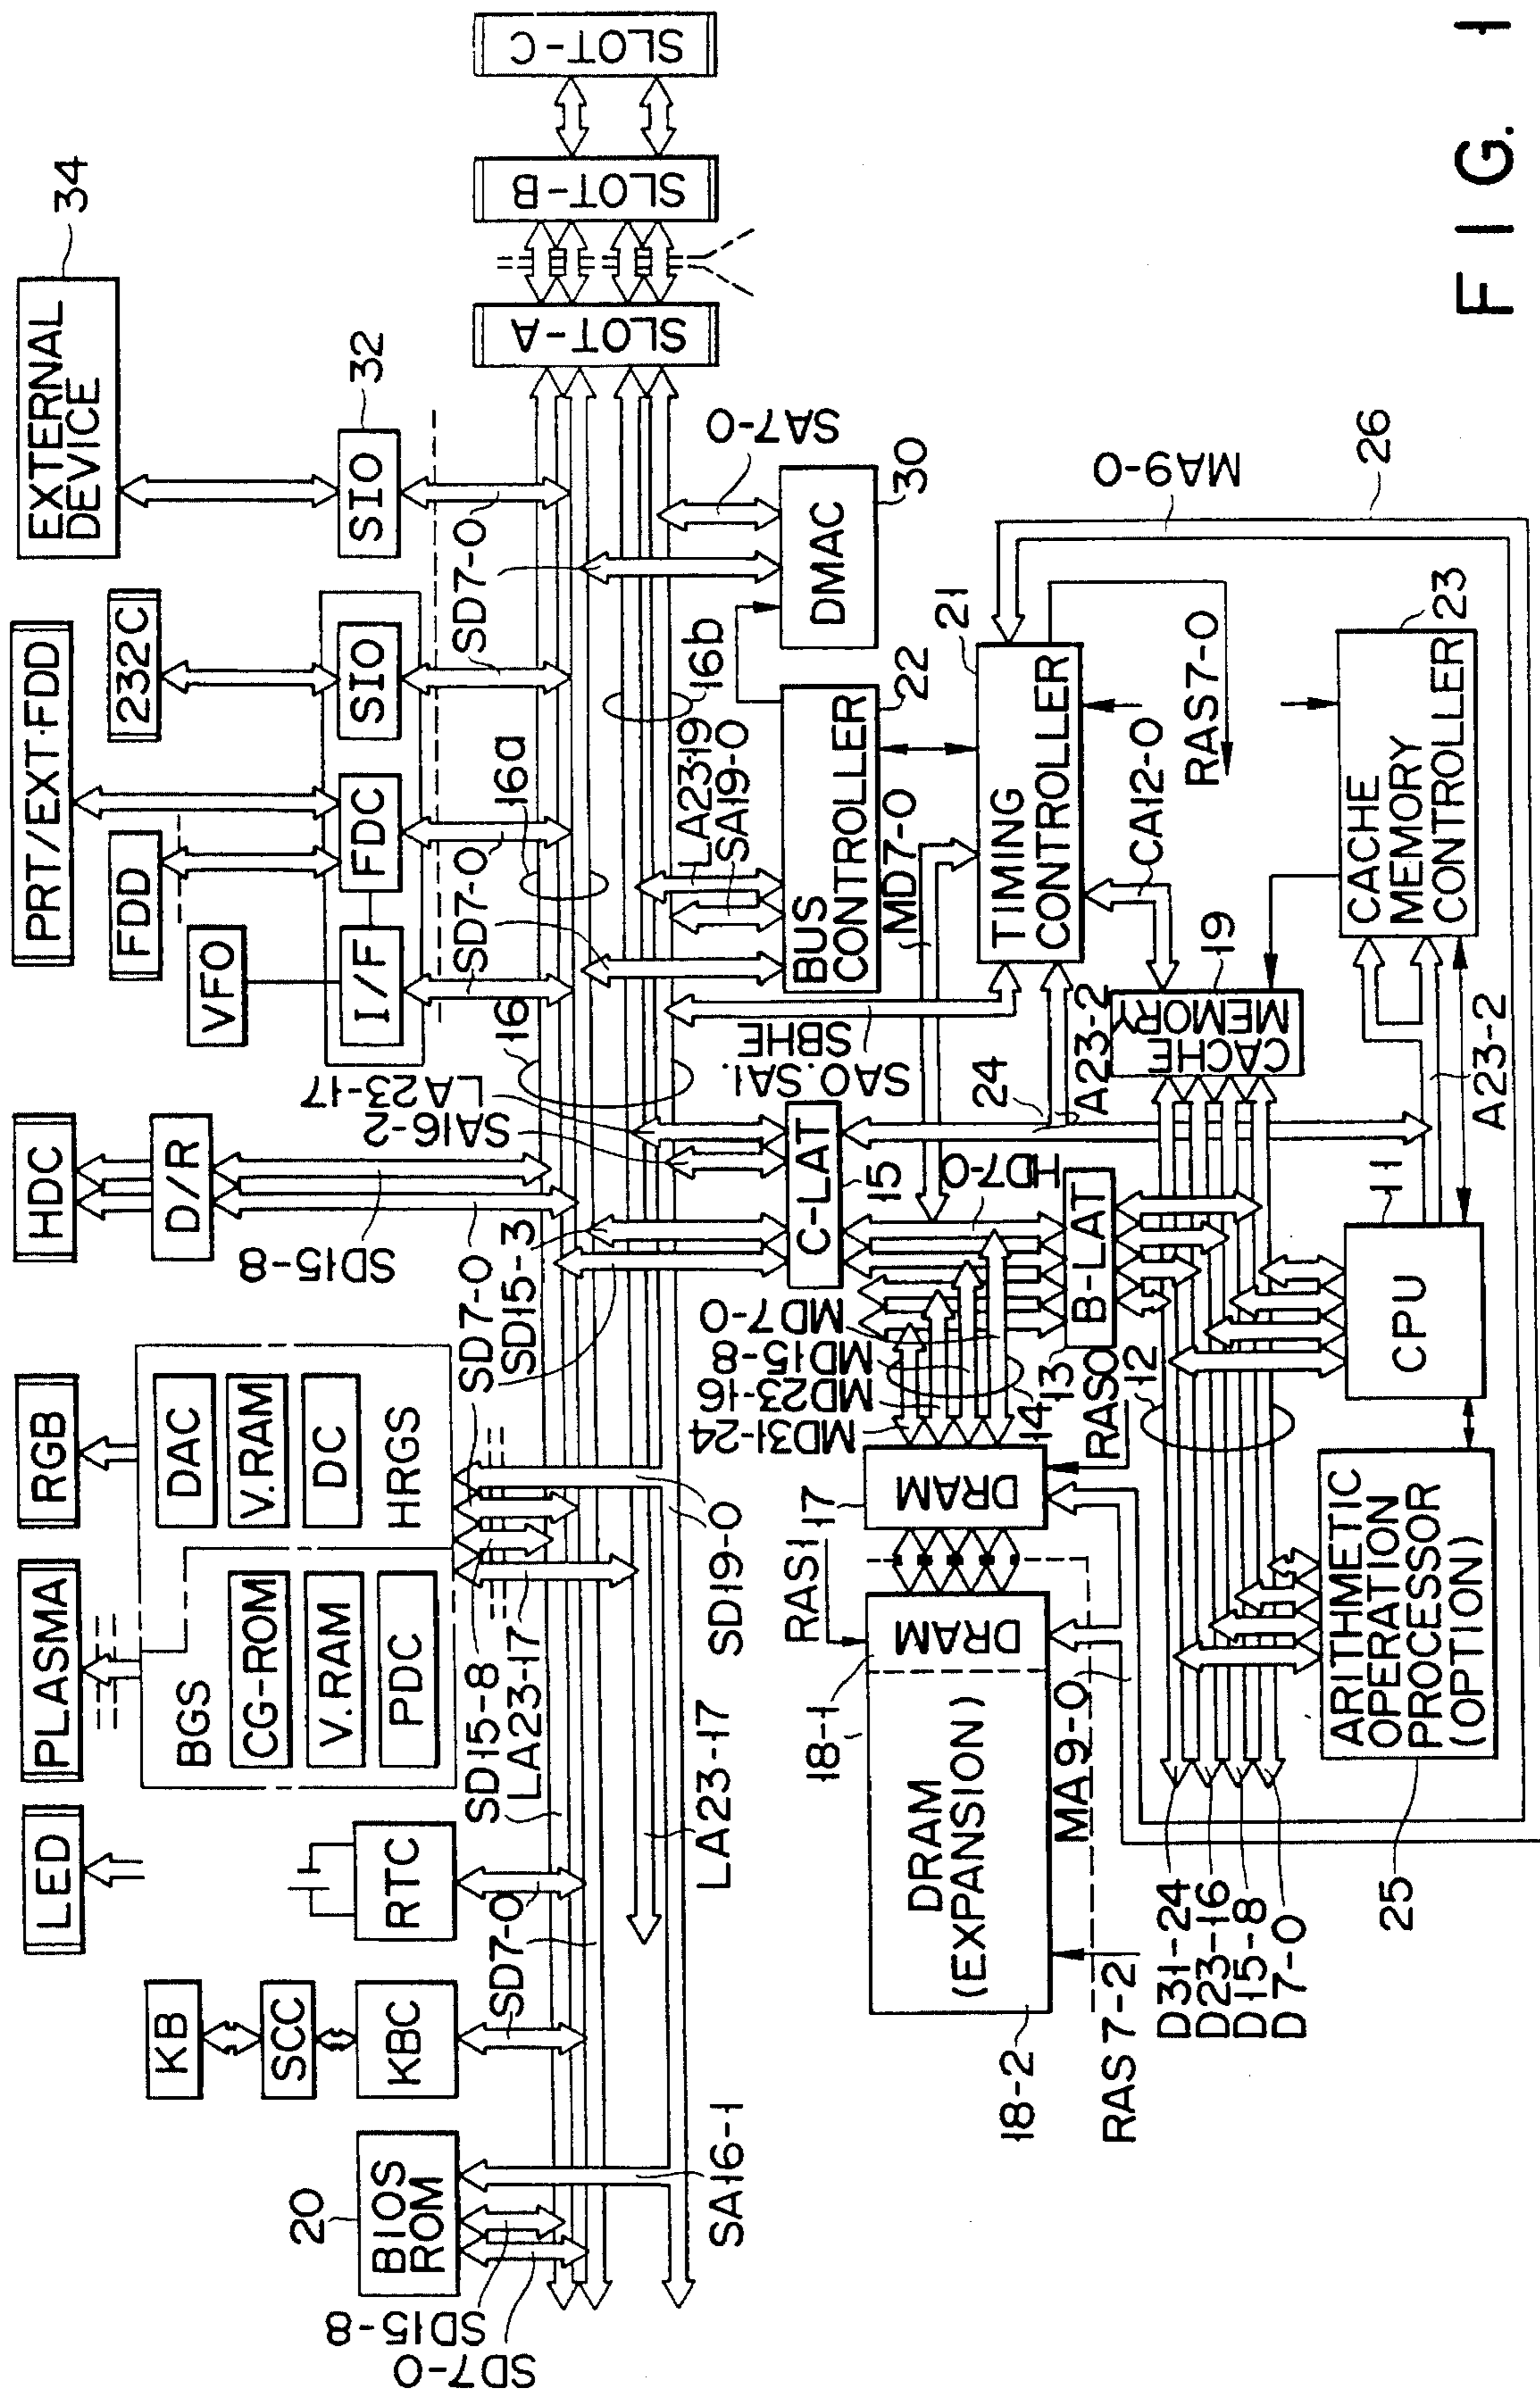 EXTERNAL
DEVICE
34
PRT/EXT·FDD
232C
32
SIO
SIO
FDD
VFO
FDC
I/F
SD7-0
SD7-0
SD7-0
SLOT-A
SLOT-B
SLOT-C
HDC
D/R
SD15-8
SD7-0
SD15-3
16
16a
16b
LA23-17
SA16-2
RGB
PLASMA
LED
DAC
V.RAM
DC
HRGS
BGS
CG-ROM
V.RAM
PDC
SD15-8
LA23-17
SD19-0
LA23-17
RTC
KB
SCC
KBC
SD7-0
20
BIOS
ROM
SD15-8
SD7-0
SA16-1
SA7-0
DMAC
30
LA23-19
SA19-0
BUS
CONTROLLER
22
MD7-0
SBHE
SA0.SA1.
24
A23-2
TIMING
CONTROLLER
21
MA9-0
26
RAS7-0
CA12-0
CACHE
MEMORY
19
CACHE
MEMORY
CONTROLLER
23
A23-2
C-LAT
15
HD7-0
B-LAT
13
MD7-0
MD15-8
MD23-16
MD31-24
14
RAS0
12
CPU
11
DRAM
17
RAS1
DRAM
18-1
DRAM
(EXPANSION)
18-2
MA9-0
RAS7-2
D31-24
D23-16
D15-8
D7-0
ARITHMETIC
OPERATION
PROCESSOR
(OPTION)
25
FIG. 1